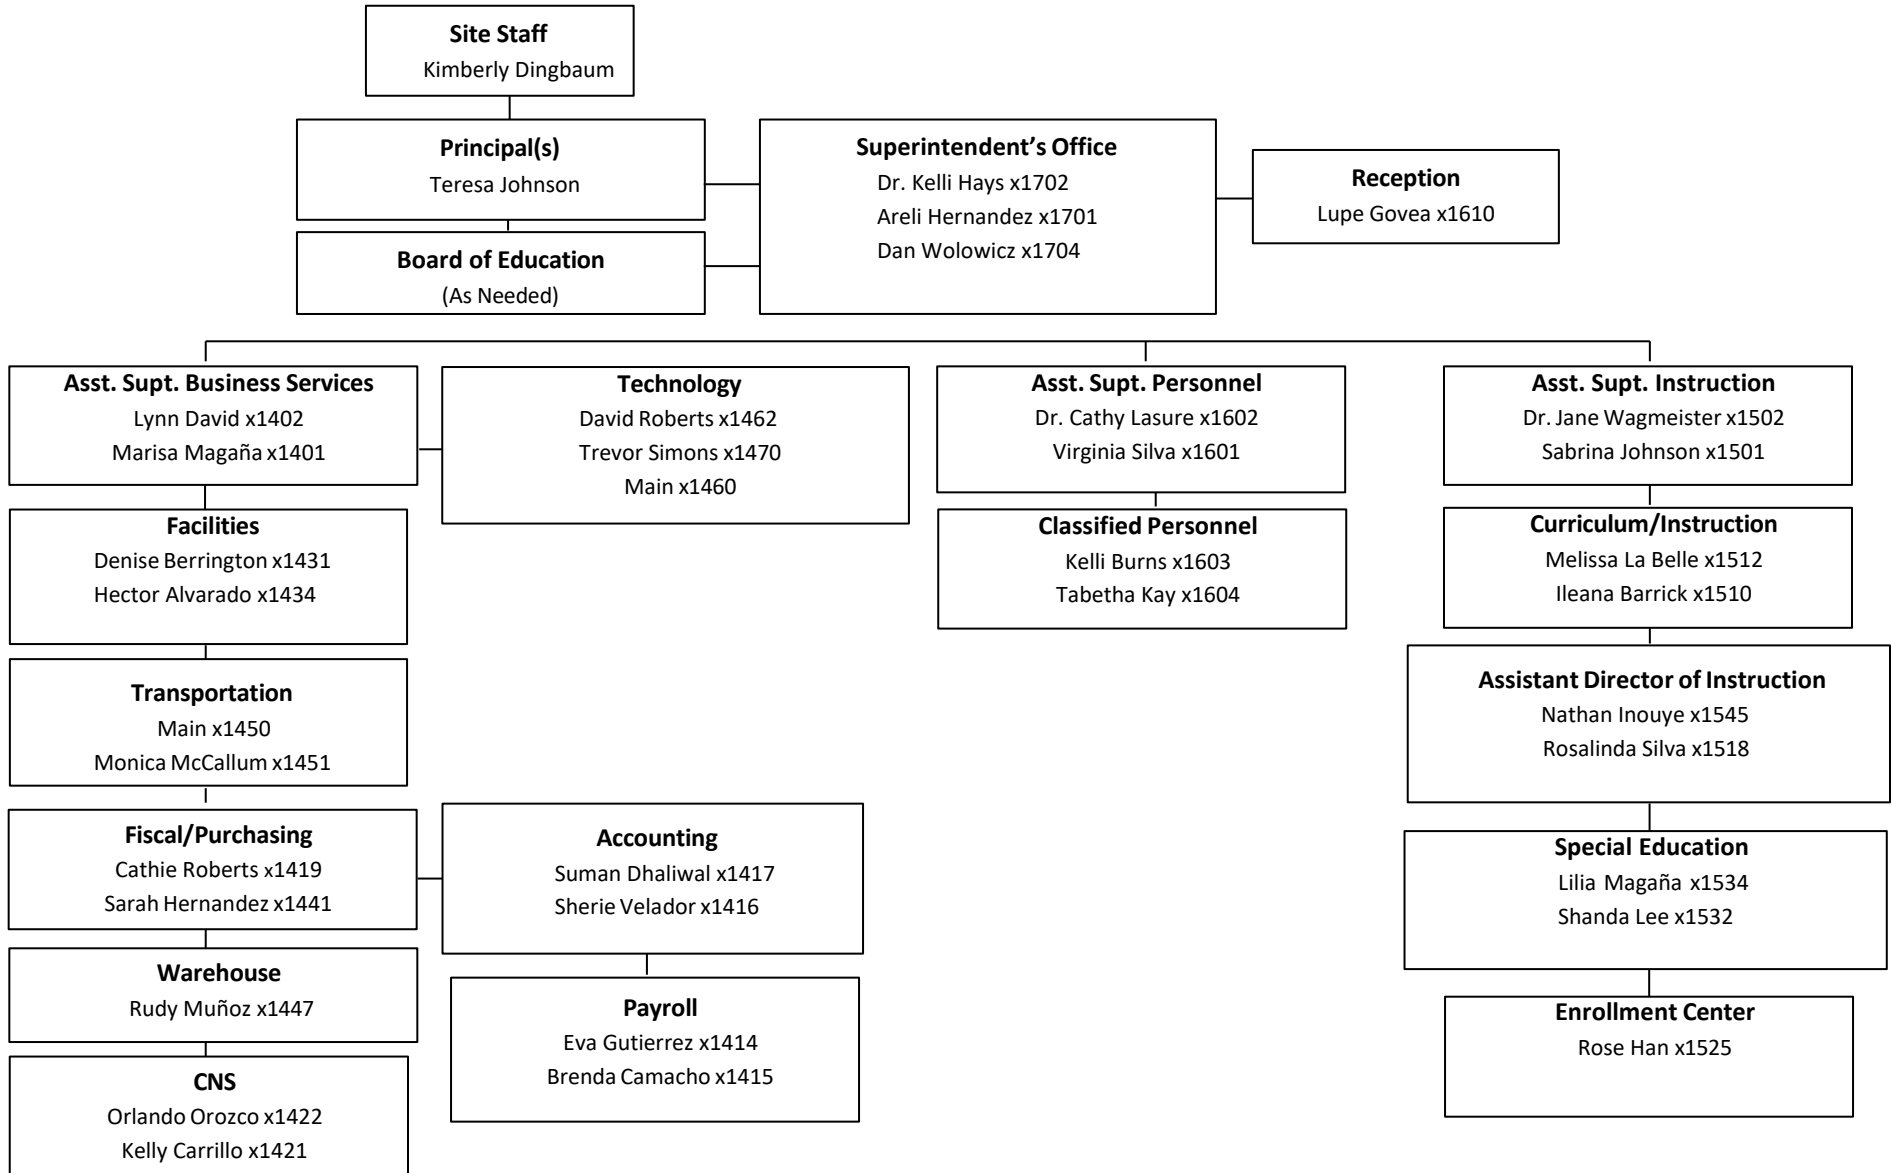 Site Staff
Kimberly Dingbaum
Principal(s)
Teresa Johnson
Board of Education
(As Needed)
Superintendent’s Office
Dr. Kelli Hays x1702
Areli Hernandez x1701
Dan Wolowicz x1704
Reception
Lupe Govea x1610
Asst. Supt. Business Services
Lynn David x1402
Marisa Magaña x1401
Technology
David Roberts x1462
Trevor Simons x1470
Main x1460
Asst. Supt. Personnel
Dr. Cathy Lasure x1602
Virginia Silva x1601
Asst. Supt. Instruction
Dr. Jane Wagmeister x1502
Sabrina Johnson x1501
Facilities
Denise Berrington x1431
Hector Alvarado x1434
Classified Personnel
Kelli Burns x1603
Tabetha Kay x1604
Curriculum/Instruction
Melissa La Belle x1512
Ileana Barrick x1510
Transportation
Main x1450
Monica McCallum x1451
Assistant Director of Instruction
Nathan Inouye x1545
Rosalinda Silva x1518
Fiscal/Purchasing
Cathie Roberts x1419
Sarah Hernandez x1441
Accounting
Suman Dhaliwal x1417
Sherie Velador x1416
Special Education
Lilia Magaña x1534
Shanda Lee x1532
Warehouse
Rudy Muñoz x1447
Payroll
Eva Gutierrez x1414
Brenda Camacho x1415
Enrollment Center
Rose Han x1525
CNS
Orlando Orozco x1422
Kelly Carrillo x1421